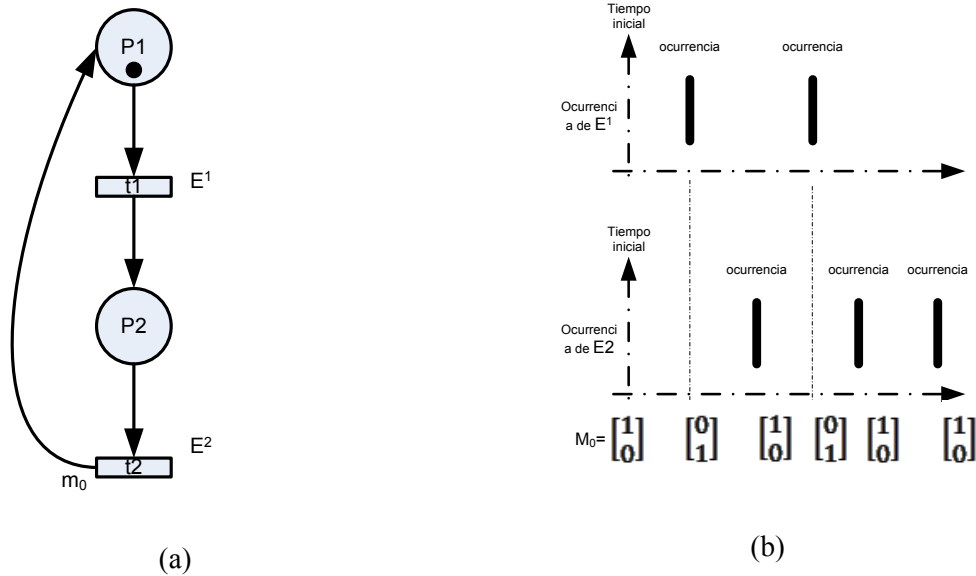 P1
t1
E1
P2
E2
t2
m0
(a)
Tiempo
inicial
ocurrencia
ocurrencia
Ocurrenci
a de E1
Tiempo
inicial
ocurrencia
ocurrencia
ocurrencia
Ocurrenci
a de E2
M0= [1 0] [0 1] [1 0] [0 1] [1 0] [1 0]
(b)